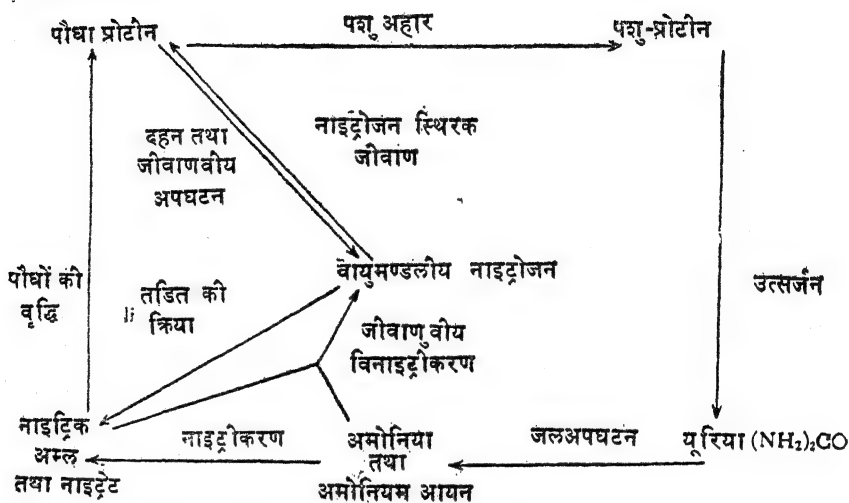 पशु अहार
पौधा प्रोटीन
पशु-प्रोटीन
दहन तथा
जीवाणवीय
अपघटन
नाइट्रोजन स्थिरक
जीवाण
वायुमण्डलीय नाइट्रोजन
पौधों की
वृद्धि
तडित की
क्रिया
उत्सर्जन
जीवाणुवीय
विनाइट्रीकरण
नाइट्रिक
अम्ल
तथा नाइट्रेट
नाइट्रीकरण
अमोनिया
तथा
अमोनियम आयन
जलअपघटन
यूरिया (NH₂)₂CO